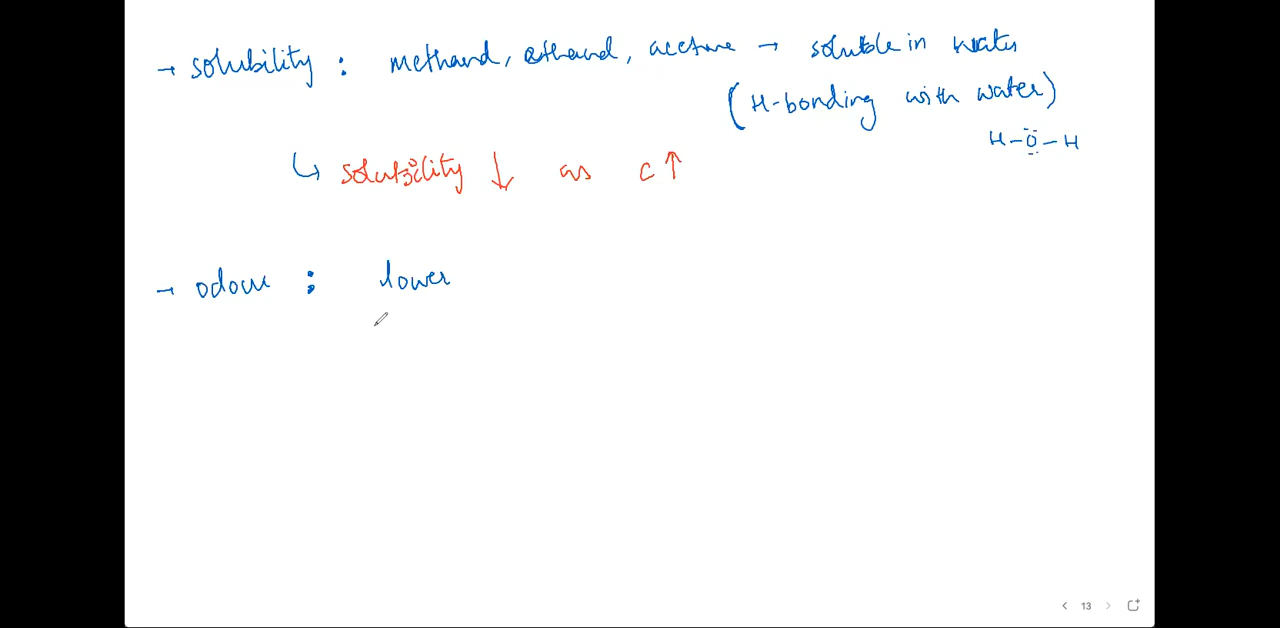 → solubility : methanol, ethanol, acetone → soluble in water
(H-bonding with water)
H-Ö-H
↳ solubility ↓ as C↑
→ odour : lower
13